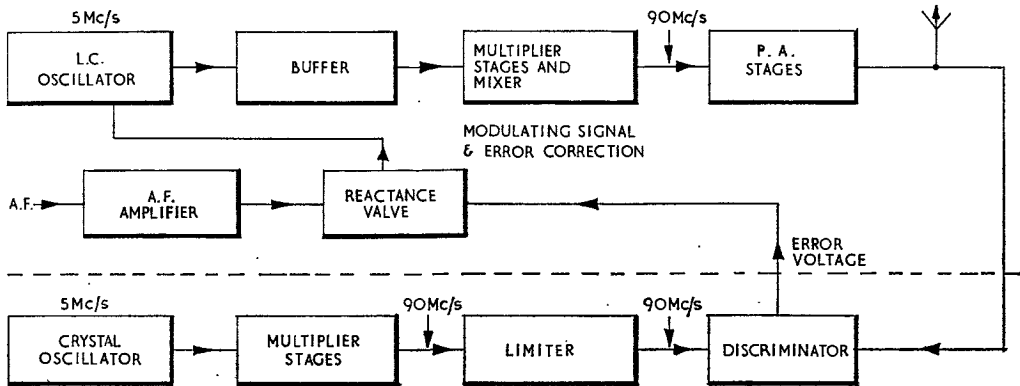 5Mc/s
L.C.
OSCILLATOR
BUFFER
MULTIPLIER
STAGES AND
MIXER
90Mc/s
P. A.
STAGES
MODULATING SIGNAL
& ERROR CORRECTION
A.F.
A.F.
AMPLIFIER
REACTANCE
VALVE
ERROR
VOLTAGE
5Mc/s
CRYSTAL
OSCILLATOR
MULTIPLIER
STAGES
90Mc/s
LIMITER
90Mc/s
DISCRIMINATOR